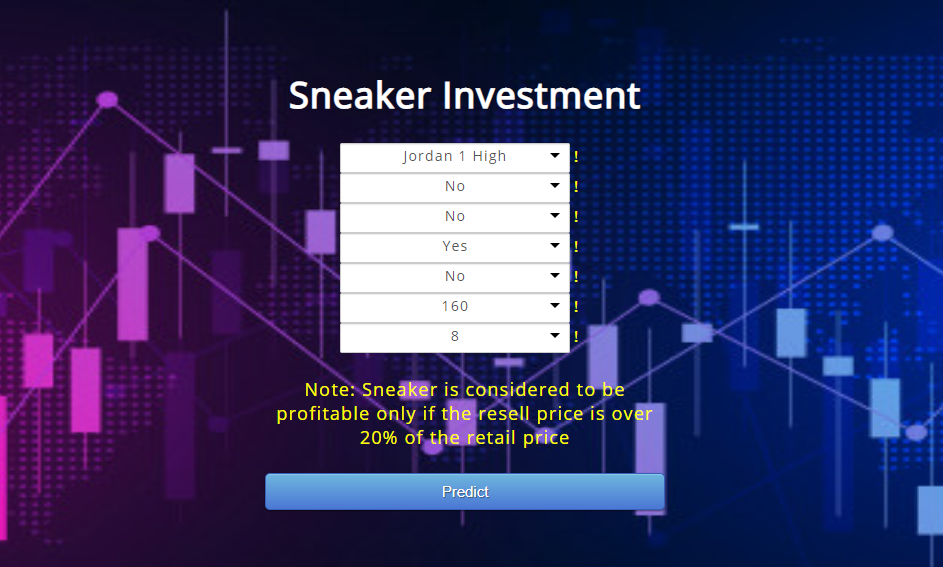 Sneaker Investment
Jordan 1 High !
No !
No !
Yes !
No !
160 !
8 !
Note: Sneaker is considered to be
profitable only if the resell price is over
20% of the retail price
Predict